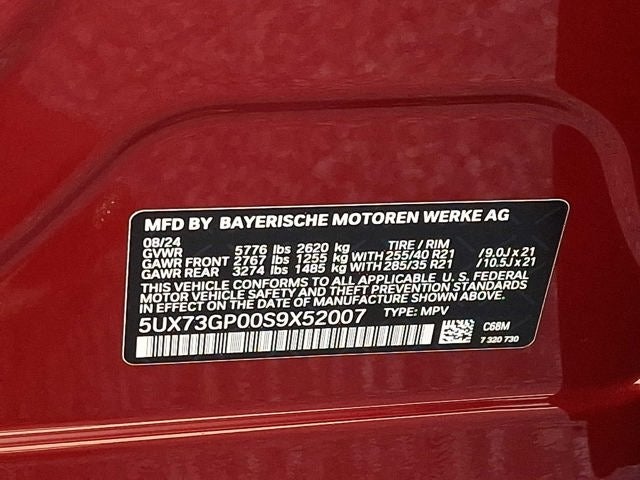 MFD BY BAYERISCHE MOTOREN WERKE AG
08/24 TIRE / RIM
GVWR 5776 lbs 2620 kg
GAWR FRONT 2767 lbs 1255 kg WITH 255/40 R21 /9.0J x 21
GAWR REAR 3274 lbs 1485 kg WITH 285/35 R21 /10.5J x 21
THIS VEHICLE CONFORMS TO ALL APPLICABLE U. S. FEDERAL
MOTOR VEHICLE SAFETY AND THEFT PREVENTION STANDARDS
IN EFFECT ON THE DATE OF MANUFACTURE SHOWN ABOVE.
5UX73GP00S9X52007 TYPE: MPV
C68M
7 320 730